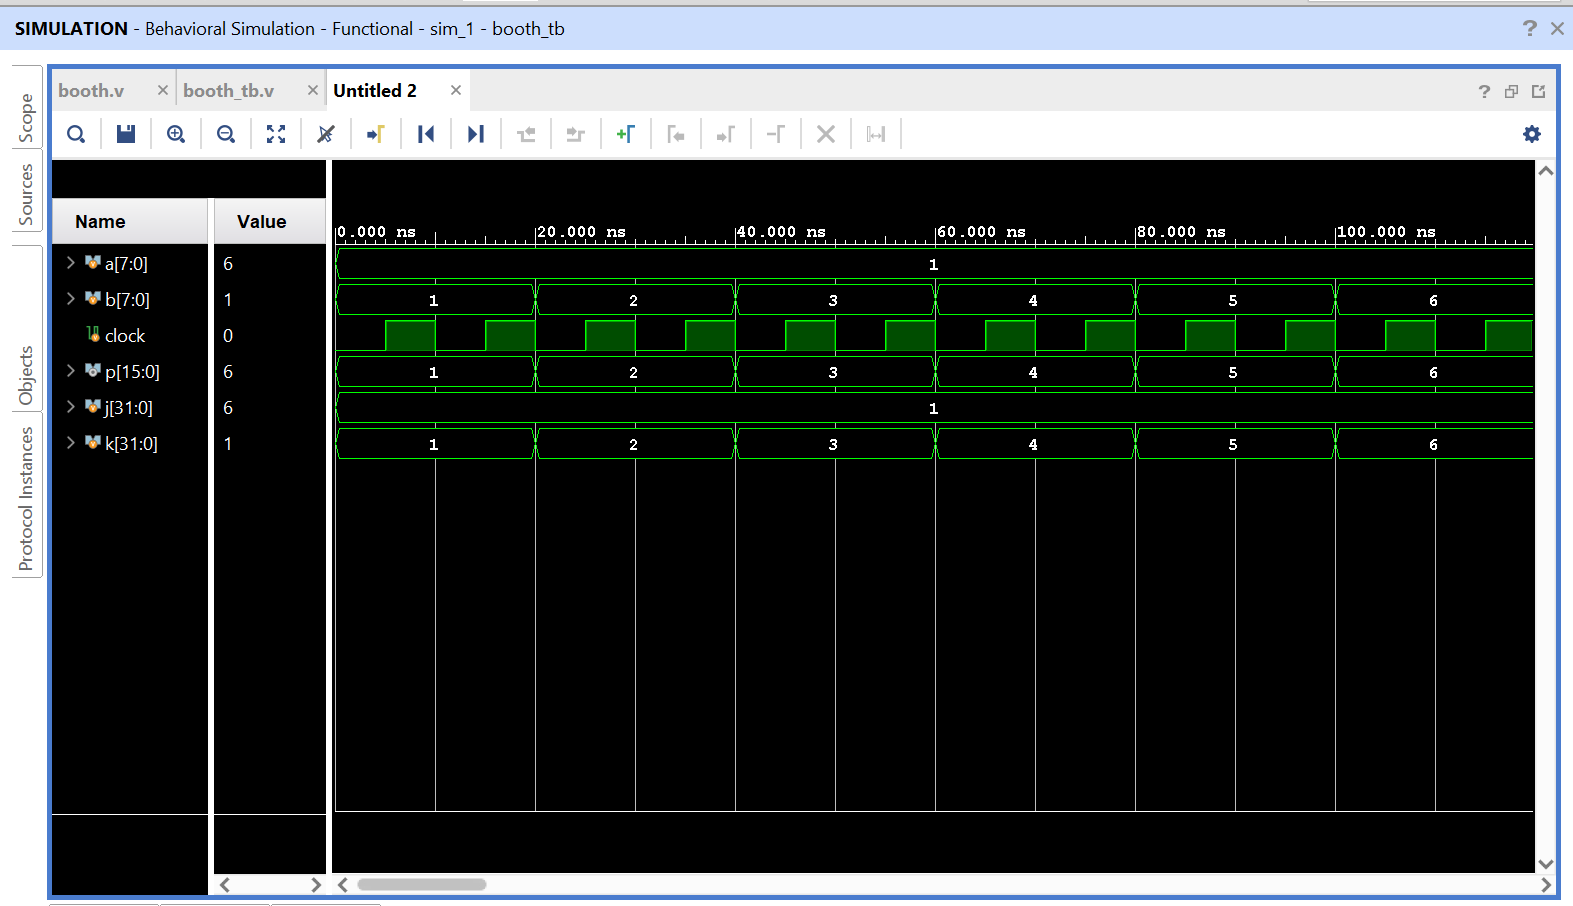 SIMULATION - Behavioral Simulation - Functional - sim_1 - booth_tb
booth.v booth_tb.v Untitled 2
Scope
Sources
Objects
Protocol Instances
Name Value
0.000 ns 20.000 ns 40.000 ns 60.000 ns 80.000 ns 100.000 ns
a[7:0] 6 1
b[7:0] 1 1 2 3 4 5 6
clock 0
p[15:0] 6 1 2 3 4 5 6
j[31:0] 6 1
k[31:0] 1 1 2 3 4 5 6